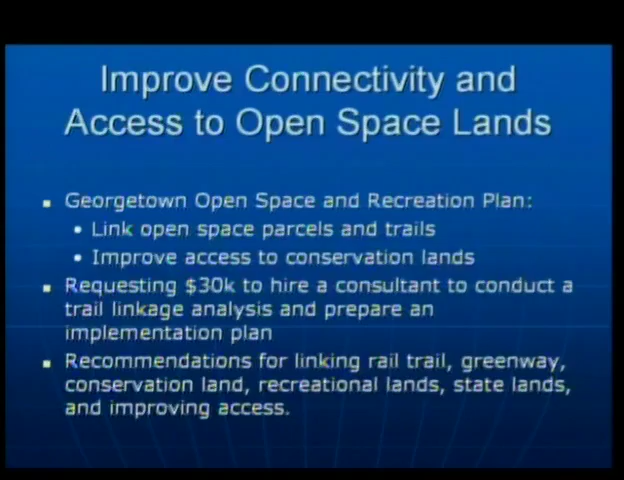 Improve Connectivity and
Access to Open Space Lands
Georgetown Open Space and Recreation Plan:
• Link open space parcels and trails
• Improve access to conservation lands
Requesting $30k to hire a consultant to conduct a
trail linkage analysis and prepare an
implementation plan
Recommendations for linking rail trail, greenway,
conservation land, recreational lands, state lands,
and improving access.